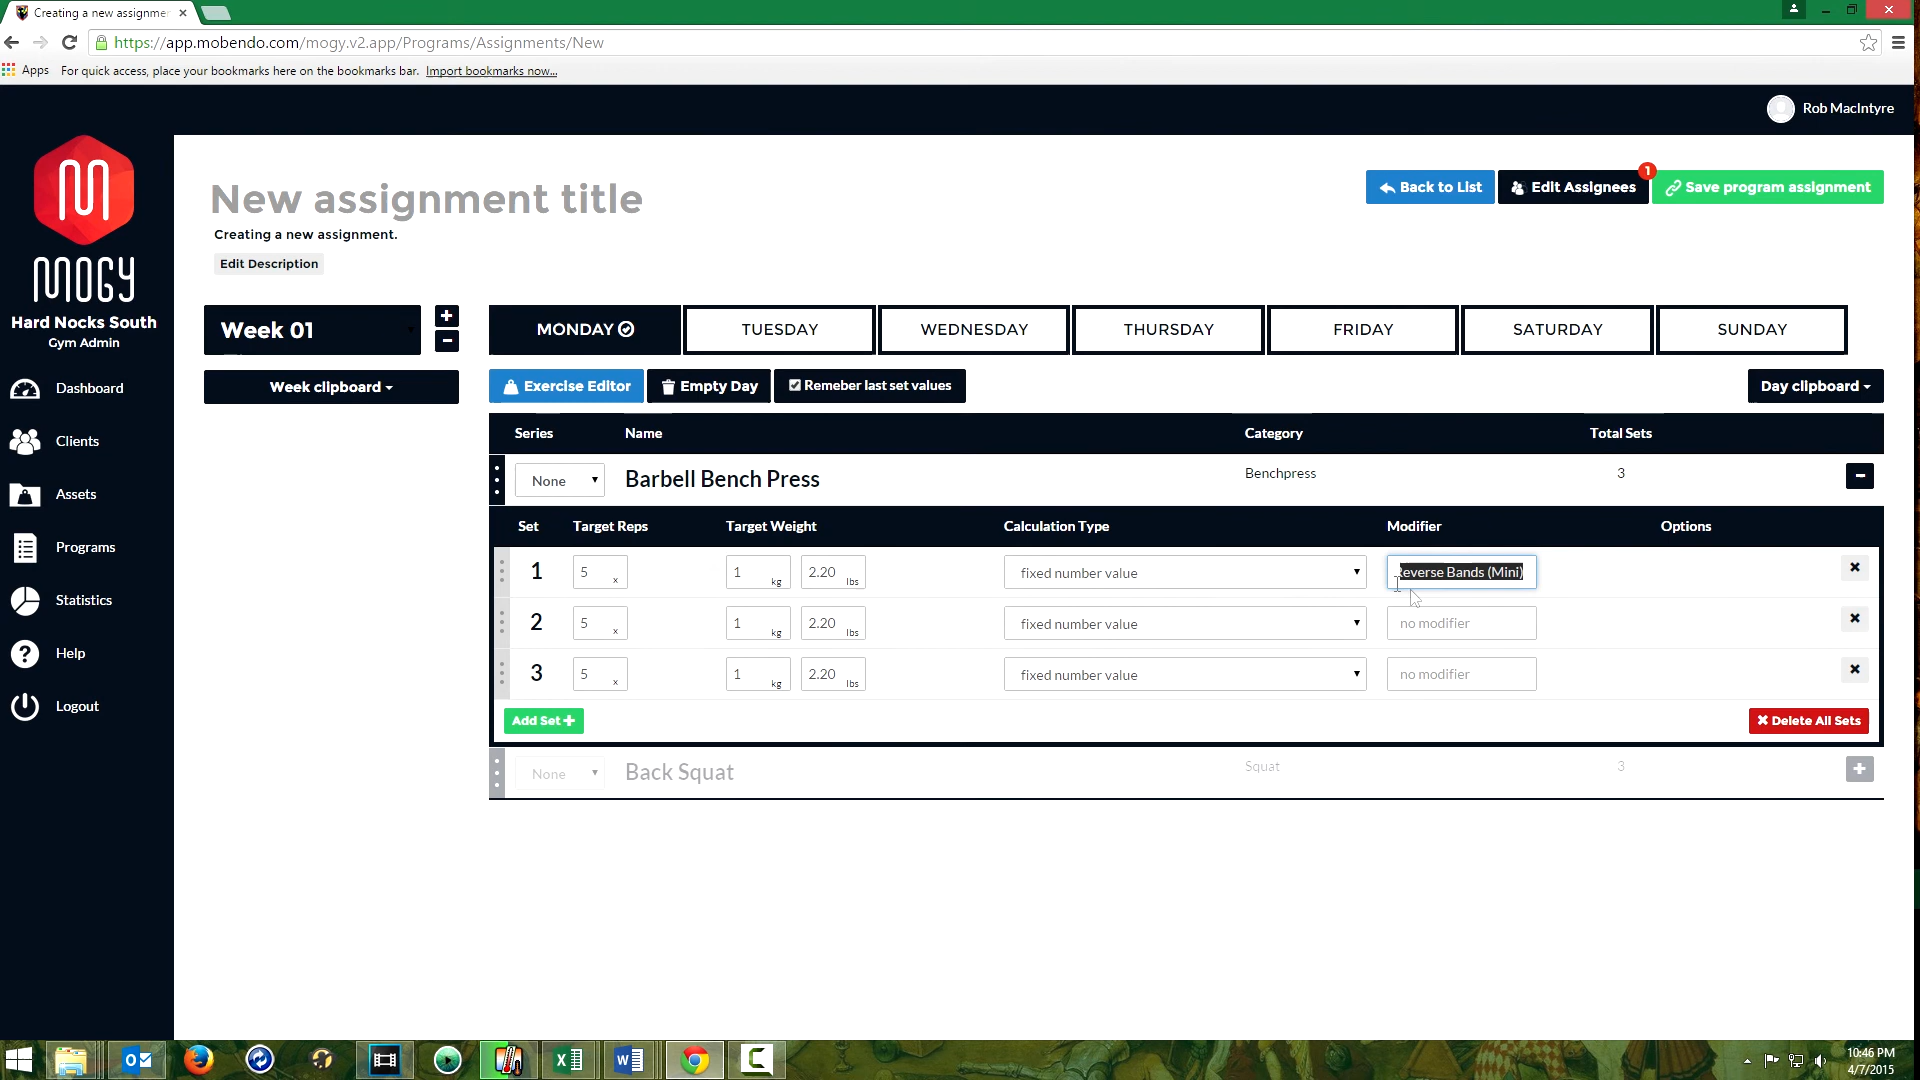 Creating a new assignmen
https://app.mobendo.com/mogy.v2.app/Programs/Assignments/New
Apps For quick access, place your bookmarks here on the bookmarks bar. Import bookmarks now...
Rob MacIntyre
MOGY
Hard Nocks South
Gym Admin
Dashboard
Clients
Assets
Programs
Statistics
Help
Logout
New assignment title
Creating a new assignment.
Edit Description
Back to List
Edit Assignees
1
Save program assignment
Week 01
+
-
Week clipboard
MONDAY
TUESDAY
WEDNESDAY
THURSDAY
FRIDAY
SATURDAY
SUNDAY
Exercise Editor
Empty Day
Remeber last set values
Day clipboard
Series Name Category Total Sets
None Barbell Bench Press Benchpress 3
Set Target Reps Target Weight Calculation Type Modifier Options
1 5 x 1 kg 2.20 lbs fixed number value Reverse Bands (Mini)
2 5 x 1 kg 2.20 lbs fixed number value no modifier
3 5 x 1 kg 2.20 lbs fixed number value no modifier
Add Set
Delete All Sets
None Back Squat Squat 3
10:46 PM
4/7/2015